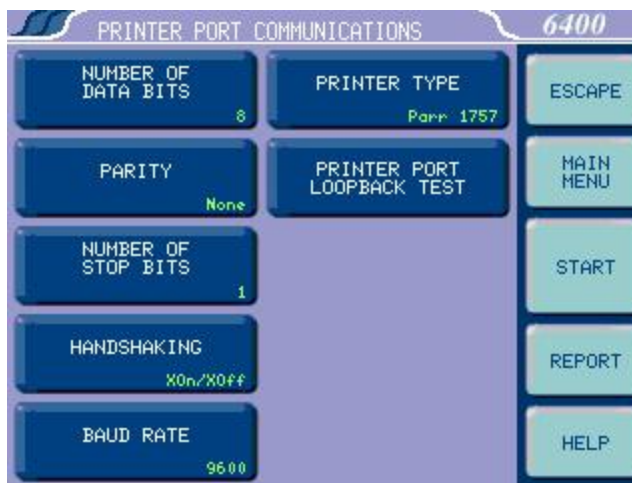 PRINTER PORT COMMUNICATIONS
6400
NUMBER OF
DATA BITS
8
PRINTER TYPE
Parr 1757
ESCAPE
PARITY
None
PRINTER PORT
LOOPBACK TEST
MAIN
MENU
NUMBER OF
STOP BITS
1
START
HANDSHAKING
XOn/XOff
REPORT
BAUD RATE
9600
HELP